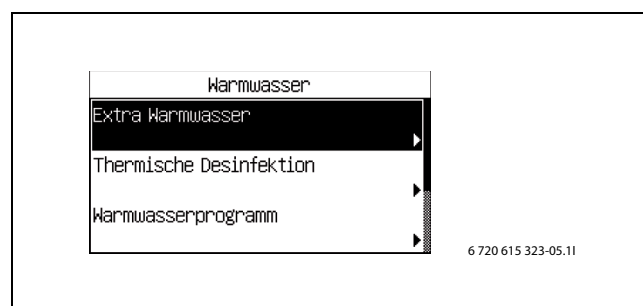 Warmwasser
Extra Warmwasser
Thermische Desinfektion
Warmwasserprogramm
6 720 615 323-05.1I